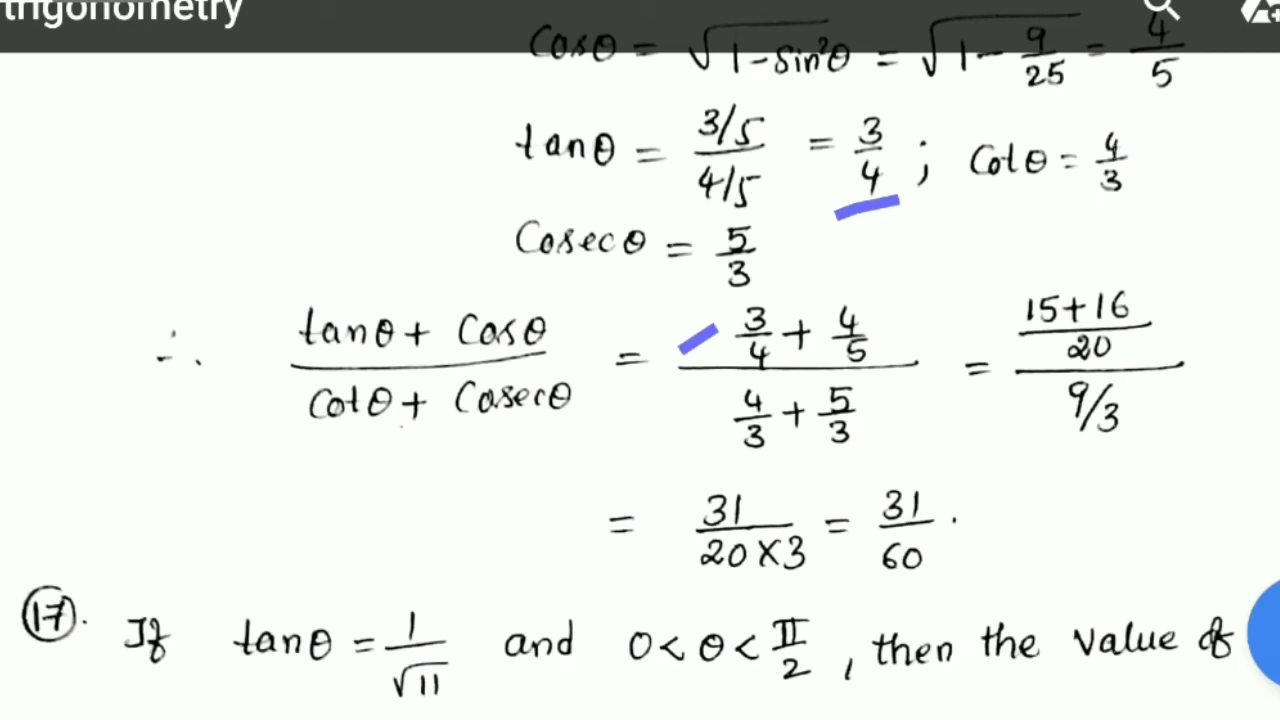 trigonometry
Cosθ = √1-sin²θ = √1- 9/25 = 4/5
tanθ = 3/5 / 4/5 = 3/4 ; Cotθ = 4/3
Cosecθ = 5/3
∴ tanθ + Cosθ / Cotθ + Cosecθ = 3/4 + 4/5 / 4/3 + 5/3 = 15+16/20 / 9/3
= 31/20×3 = 31/60 .
17. If tanθ = 1/√11 and 0<θ<π/2, then the value of